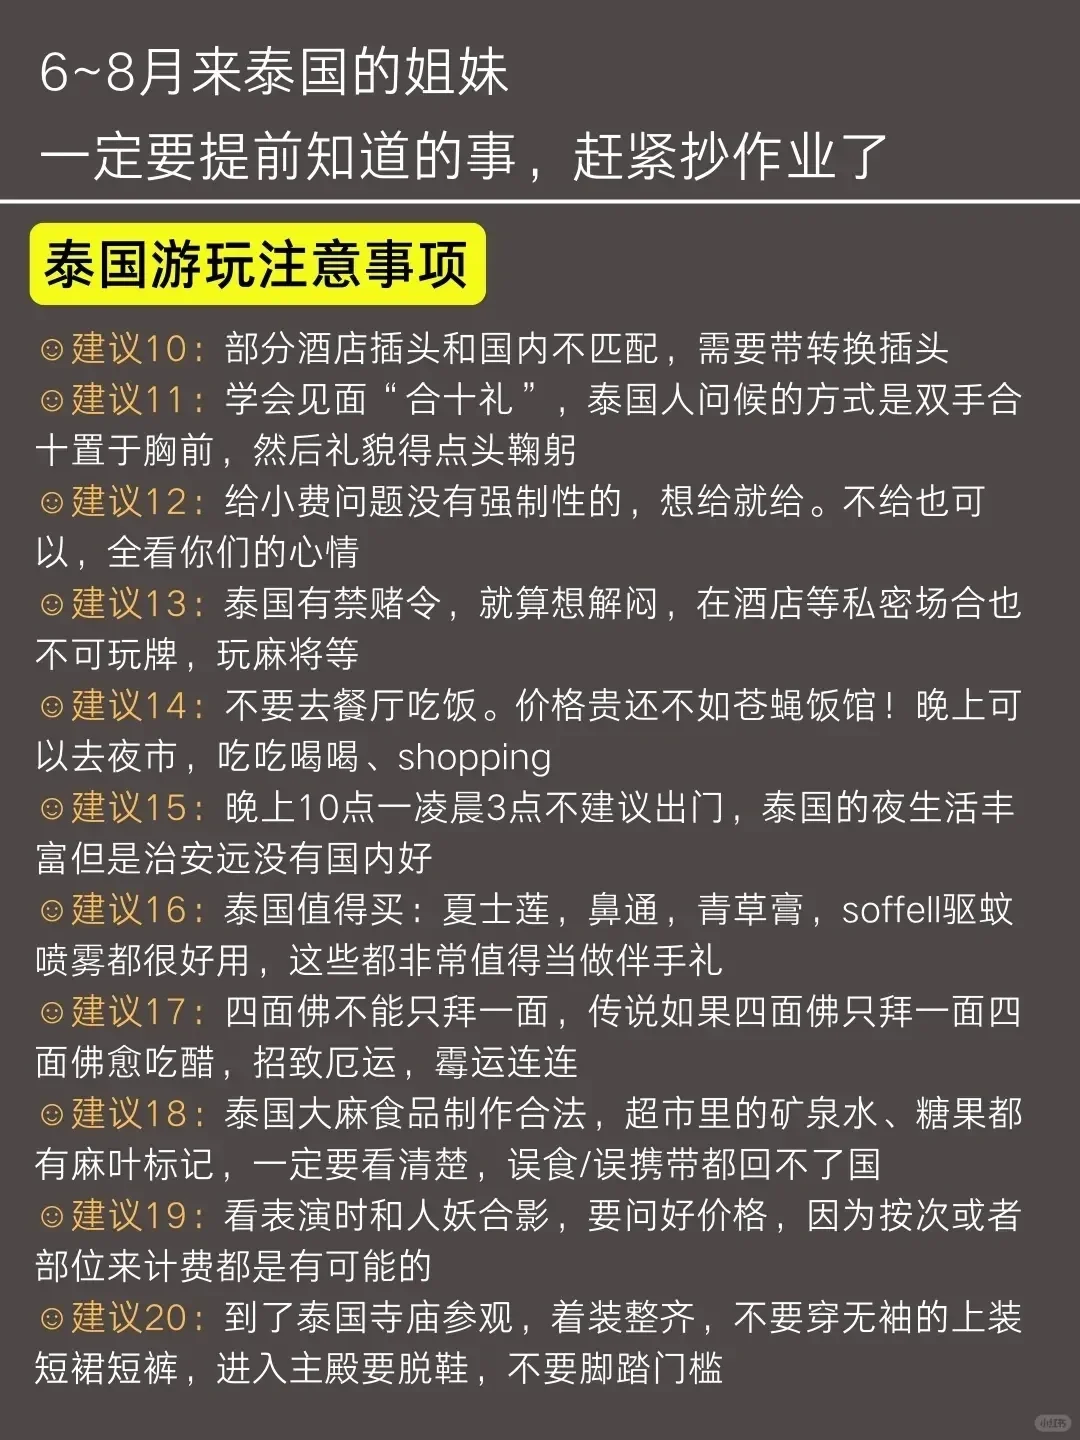 6~8月来泰国的姐妹
一定要提前知道的事，赶紧抄作业了
泰国游玩注意事项
☺建议10：部分酒店插头和国内不匹配，需要带转换插头
☺建议11：学会见面“合十礼”，泰国人问候的方式是双手合
十置于胸前，然后礼貌得点头鞠躬
☺建议12：给小费问题没有强制性的，想给就给。不给也可
以，全看你们的心情
☺建议13：泰国有禁赌令，就算想解闷，在酒店等私密场合也
不可玩牌，玩麻将等
☺建议14：不要去餐厅吃饭。价格贵还不如苍蝇饭馆！晚上可
以去夜市，吃吃喝喝、shopping
☺建议15：晚上10点一凌晨3点不建议出门，泰国的夜生活丰
富但是治安远没有国内好
☺建议16：泰国值得买：夏士莲，鼻通，青草膏，soffell驱蚊
喷雾都很好用，这些都非常值得当做伴手礼
☺建议17：四面佛不能只拜一面，传说如果四面佛只拜一面四
面佛愈吃醋，招致厄运，霉运连连
☺建议18：泰国大麻食品制作合法，超市里的矿泉水、糖果都
有麻叶标记，一定要看清楚，误食/误携带都回不了国
☺建议19：看表演时和人妖合影，要问好价格，因为按次或者
部位来计费都是有可能的
☺建议20：到了泰国寺庙参观，着装整齐，不要穿无袖的上装
短裙短裤，进入主殿要脱鞋，不要脚踏门槛
小红书